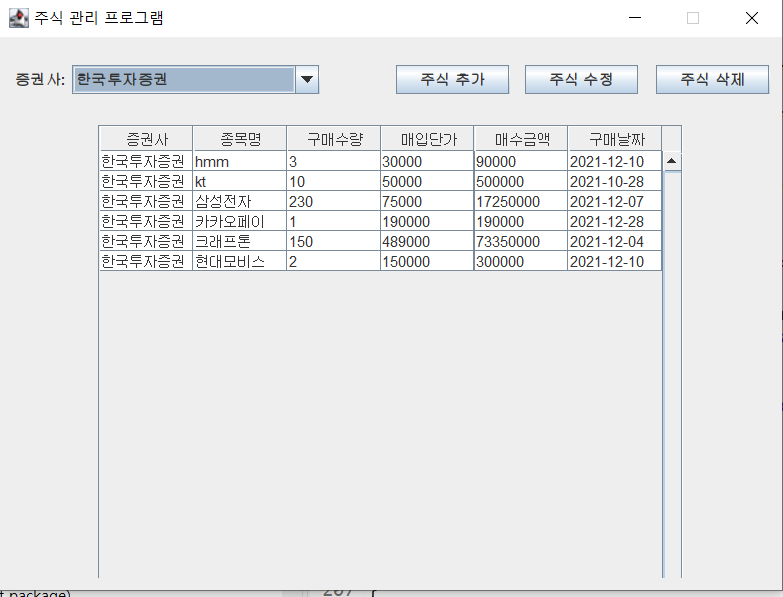 주식 관리 프로그램
증권사: 한국투자증권 주식 추가 주식 수정 주식 삭제
증권사 종목명 구매수량 매입단가 매수금액 구매날짜
한국투자증권 hmm 3 30000 90000 2021-12-10
한국투자증권 kt 10 50000 500000 2021-10-28
한국투자증권 삼성전자 230 75000 17250000 2021-12-07
한국투자증권 카카오페이 1 190000 190000 2021-12-28
한국투자증권 크래프톤 150 489000 73350000 2021-12-04
한국투자증권 현대모비스 2 150000 300000 2021-12-10
t package)